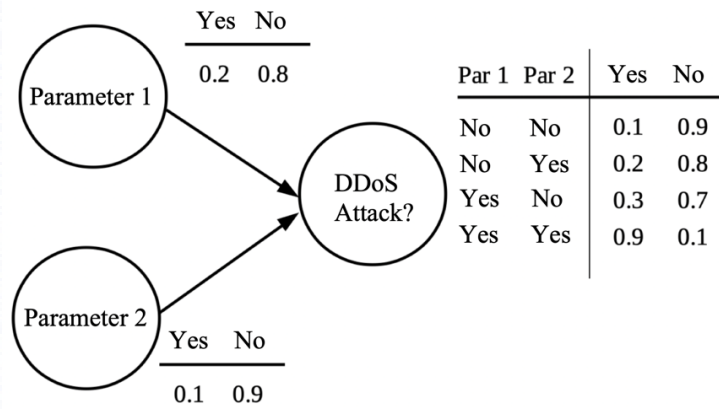 Yes No
0.2 0.8
Parameter 1
Par 1 Par 2 Yes No
No No 0.1 0.9
No Yes 0.2 0.8
Yes No 0.3 0.7
Yes Yes 0.9 0.1
DDoS
Attack?
Parameter 2
Yes No
0.1 0.9